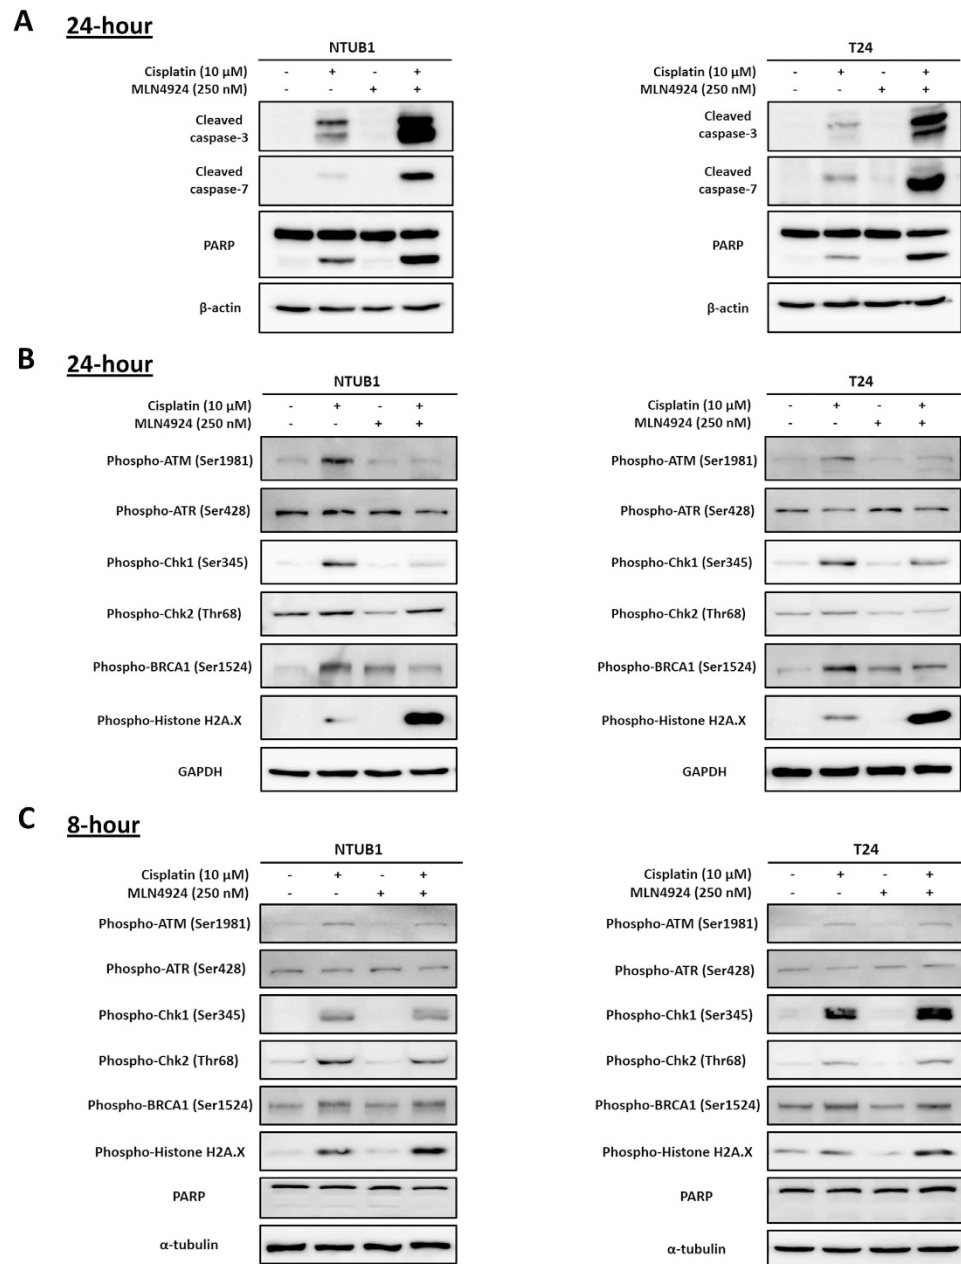 A 24-hour
NTUB1
Cisplatin (10 µM) - + - +
MLN4924 (250 nM) - - + +
Cleaved
caspase-3
Cleaved
caspase-7
PARP
β-actin
T24
Cisplatin (10 µM) - + - +
MLN4924 (250 nM) - - + +
Cleaved
caspase-3
Cleaved
caspase-7
PARP
β-actin
B 24-hour
NTUB1
Cisplatin (10 µM) - + - +
MLN4924 (250 nM) - - + +
Phospho-ATM (Ser1981)
Phospho-ATR (Ser428)
Phospho-Chk1 (Ser345)
Phospho-Chk2 (Thr68)
Phospho-BRCA1 (Ser1524)
Phospho-Histone H2A.X
GAPDH
T24
Cisplatin (10 µM) - + - +
MLN4924 (250 nM) - - + +
Phospho-ATM (Ser1981)
Phospho-ATR (Ser428)
Phospho-Chk1 (Ser345)
Phospho-Chk2 (Thr68)
Phospho-BRCA1 (Ser1524)
Phospho-Histone H2A.X
GAPDH
C 8-hour
NTUB1
Cisplatin (10 µM) - + - +
MLN4924 (250 nM) - - + +
Phospho-ATM (Ser1981)
Phospho-ATR (Ser428)
Phospho-Chk1 (Ser345)
Phospho-Chk2 (Thr68)
Phospho-BRCA1 (Ser1524)
Phospho-Histone H2A.X
PARP
α-tubulin
T24
Cisplatin (10 µM) - + - +
MLN4924 (250 nM) - - + +
Phospho-ATM (Ser1981)
Phospho-ATR (Ser428)
Phospho-Chk1 (Ser345)
Phospho-Chk2 (Thr68)
Phospho-BRCA1 (Ser1524)
Phospho-Histone H2A.X
PARP
α-tubulin